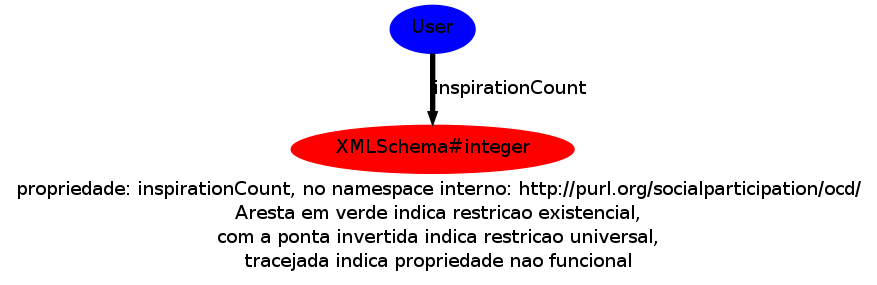 User
inspirationCount
XMLSchema#integer
propriedade: inspirationCount, no namespace interno: http://purl.org/socialparticipation/ocd/
Aresta em verde indica restricao existencial,
com a ponta invertida indica restricao universal,
tracejada indica propriedade nao funcional